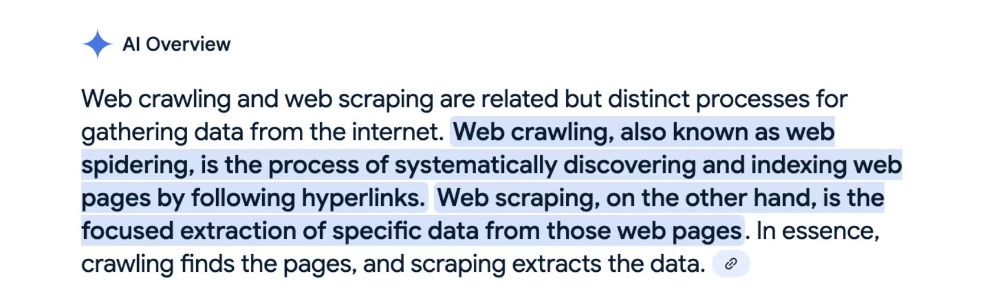 AI Overview
Web crawling and web scraping are related but distinct processes for
gathering data from the internet. Web crawling, also known as web
spidering, is the process of systematically discovering and indexing web
pages by following hyperlinks. Web scraping, on the other hand, is the
focused extraction of specific data from those web pages. In essence,
crawling finds the pages, and scraping extracts the data.